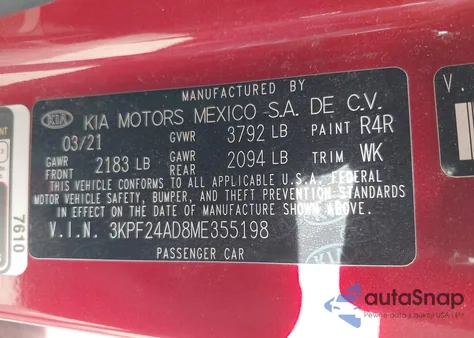 MANUFACTURED BY
KIA KIA MOTORS MEXICO S.A. DE C.V.
03/21 GVWR 3792 LB PAINT R4R
GAWR FRONT 2183 LB GAWR REAR 2094 LB TRIM WK
THIS VEHICLE CONFORMS TO ALL APPLICABLE U.S.A. FEDERAL
MOTOR VEHICLE SAFETY, BUMPER, AND THEFT PREVENTION STANDARDS
IN EFFECT ON THE DATE OF MANUFACTURE SHOWN ABOVE.
V.I.N. 3KPF24AD8ME355198
PASSENGER CAR
7610
V.
autoSnap